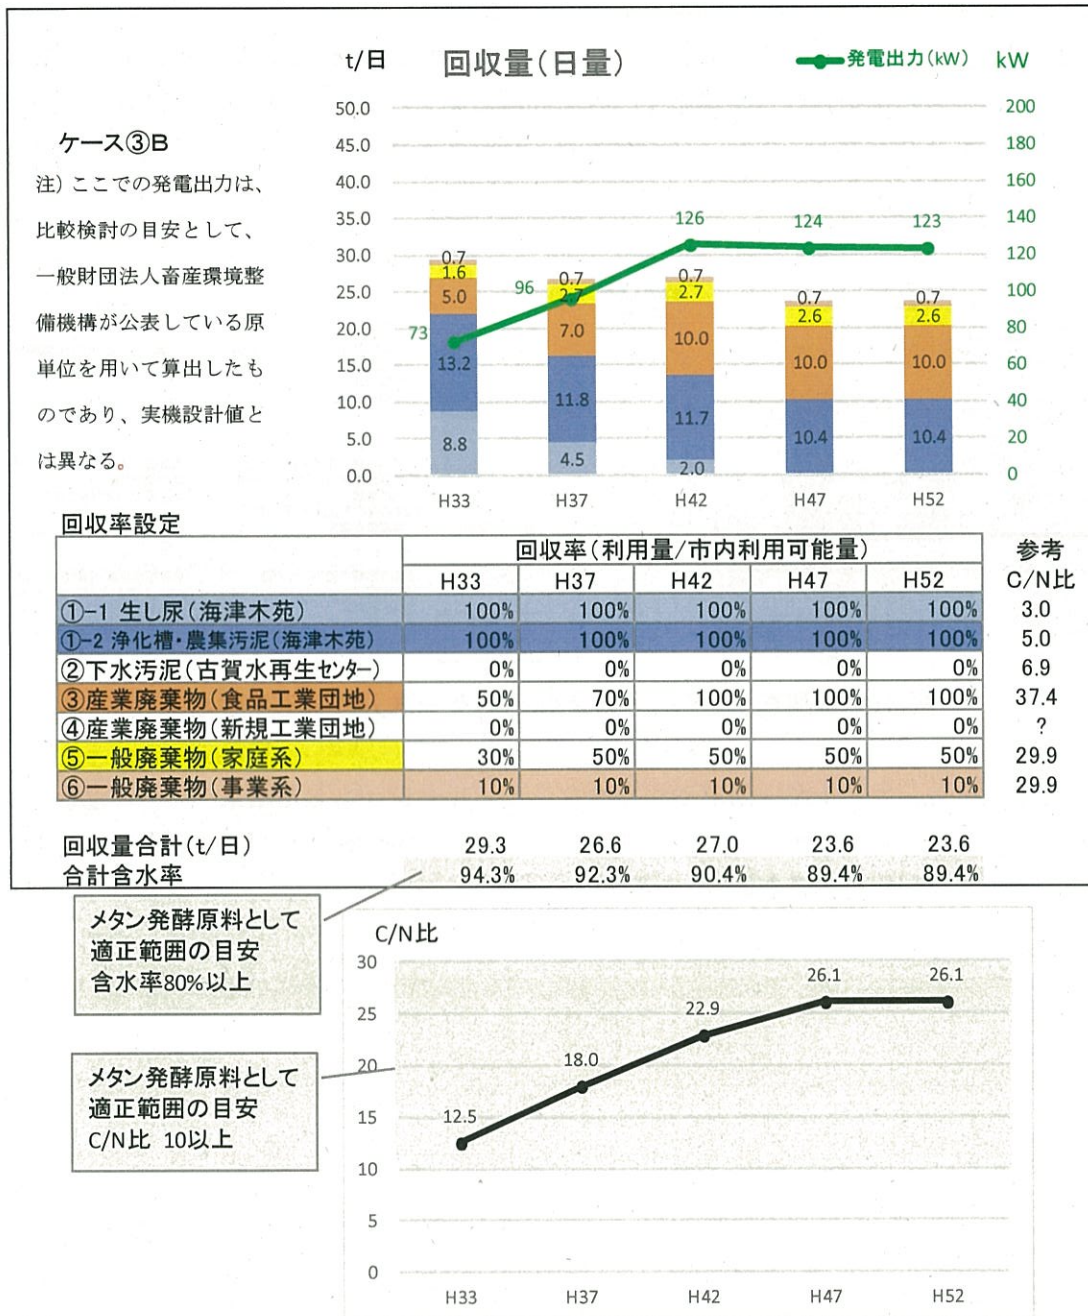 t/日 回収量(日量) 発電出力(kW) kW
ケース③B
注）ここでの発電出力は、
比較検討の目安として、
一般財団法人畜産環境整
備機構が公表している原
単位を用いて算出したも
のであり、実機設計値と
は異なる。
50.0 200
45.0 180
40.0 160
35.0 140
30.0 120
25.0 100
20.0 80
15.0 60
10.0 40
5.0 20
0.0 0
73 96 126 124 123
0.7 0.7 0.7 0.7 0.7
1.6 2.7 2.7 2.6 2.6
5.0 7.0 10.0 10.0 10.0
13.2 11.8 11.7 10.4 10.4
8.8 4.5 2.0
H33 H37 H42 H47 H52
回収率設定
回収率(利用量/市内利用可能量) 参考
H33 H37 H42 H47 H52 C/N比
①-1 生し尿(海津木苑) 100% 100% 100% 100% 100% 3.0
①-2 浄化槽・農集汚泥(海津木苑) 100% 100% 100% 100% 100% 5.0
②下水汚泥(古賀水再生センター) 0% 0% 0% 0% 0% 6.9
③産業廃棄物(食品工業団地) 50% 70% 100% 100% 100% 37.4
④産業廃棄物(新規工業団地) 0% 0% 0% 0% 0% ?
⑤一般廃棄物(家庭系) 30% 50% 50% 50% 50% 29.9
⑥一般廃棄物(事業系) 10% 10% 10% 10% 10% 29.9
回収量合計(t/日) 29.3 26.6 27.0 23.6 23.6
合計含水率 94.3% 92.3% 90.4% 89.4% 89.4%
メタン発酵原料として
適正範囲の目安
含水率80%以上
メタン発酵原料として
適正範囲の目安
C/N比 10以上
C/N比
30
25
20
15
10
5
0
12.5 18.0 22.9 26.1 26.1
H33 H37 H42 H47 H52